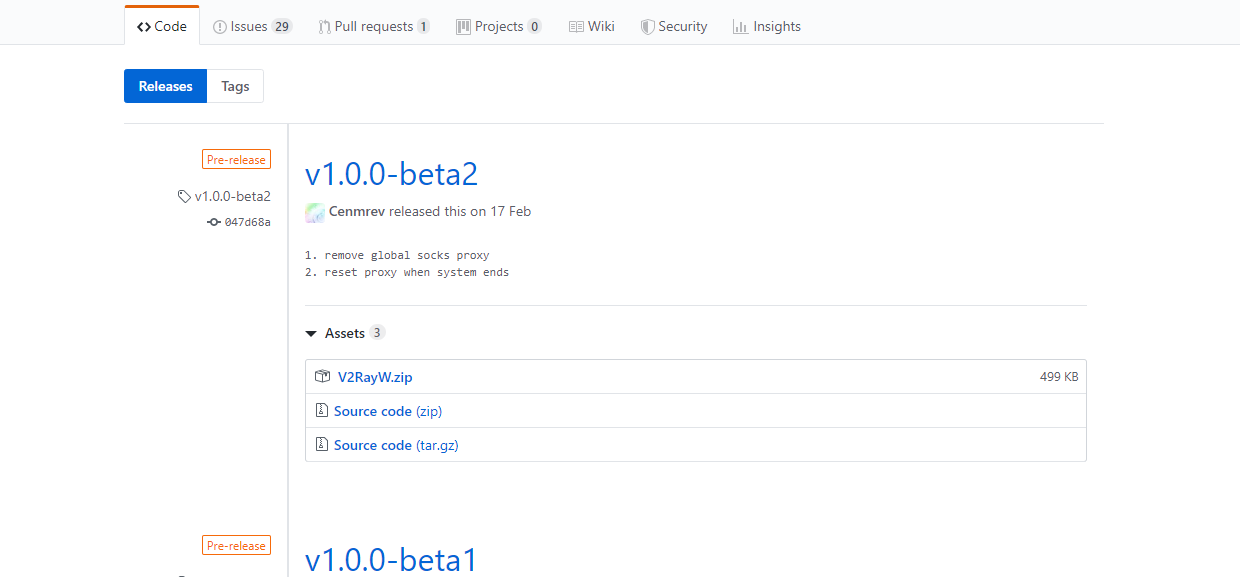 Code Issues 29 Pull requests 1 Projects 0 Wiki Security Insights
Releases Tags
Pre-release
v1.0.0-beta2
047d68a
v1.0.0-beta2
Cenmrev released this on 17 Feb
1. remove global socks proxy
2. reset proxy when system ends
Assets 3
V2RayW.zip 499 KB
Source code (zip)
Source code (tar.gz)
Pre-release
v1.0.0-beta1